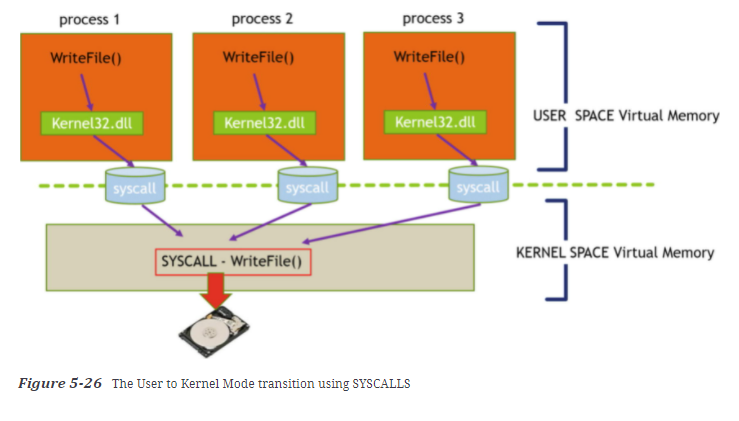 process 1 process 2 process 3
WriteFile() WriteFile() WriteFile()
Kernel32.dll Kernel32.dll Kernel32.dll
USER SPACE Virtual Memory
syscall syscall syscall
KERNEL SPACE Virtual Memory
SYSCALL - WriteFile()
Figure 5-26 The User to Kernel Mode transition using SYSCALLS